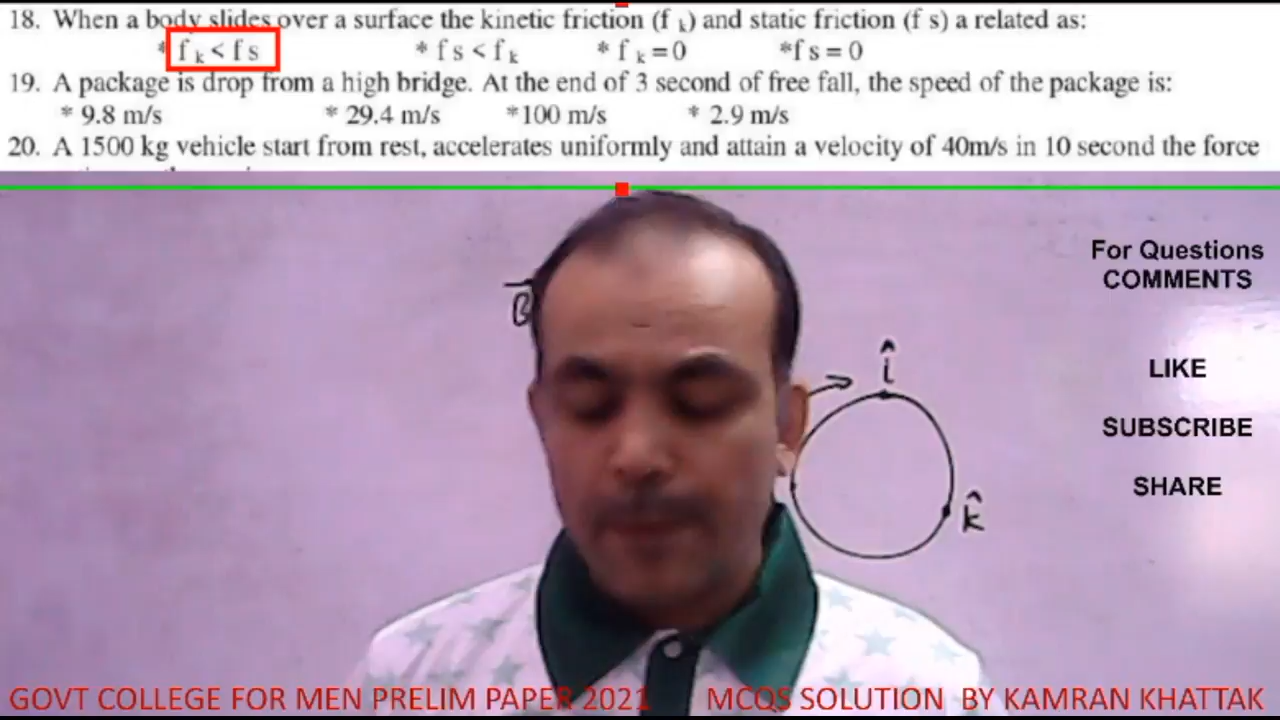 18. When a body slides over a surface the kinetic friction (f k) and static friction (f s) a related as:
* f k < f s * f s < f k * f k = 0 *f s = 0
19. A package is drop from a high bridge. At the end of 3 second of free fall, the speed of the package is:
* 9.8 m/s * 29.4 m/s *100 m/s * 2.9 m/s
20. A 1500 kg vehicle start from rest, accelerates uniformly and attain a velocity of 40m/s in 10 second the force
For Questions
COMMENTS
î
LIKE
SUBSCRIBE
SHARE
k̂
GOVT COLLEGE FOR MEN PRELIM PAPER 2021 MCQS SOLUTION BY KAMRAN KHATTAK